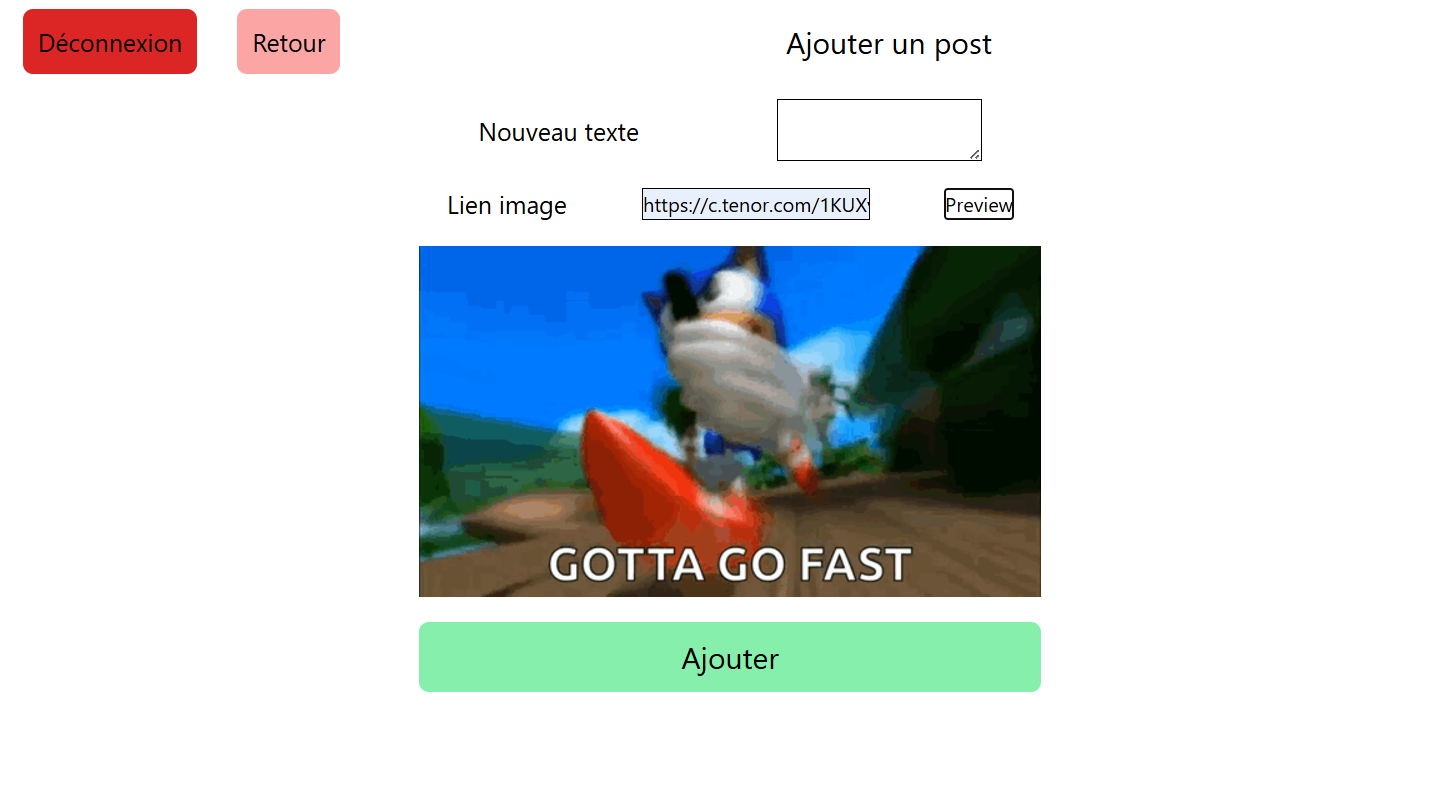 Déconnexion
Retour
Ajouter un post
Nouveau texte
Lien image
https://c.tenor.com/1KUX
Preview
GOTTA GO FAST
Ajouter